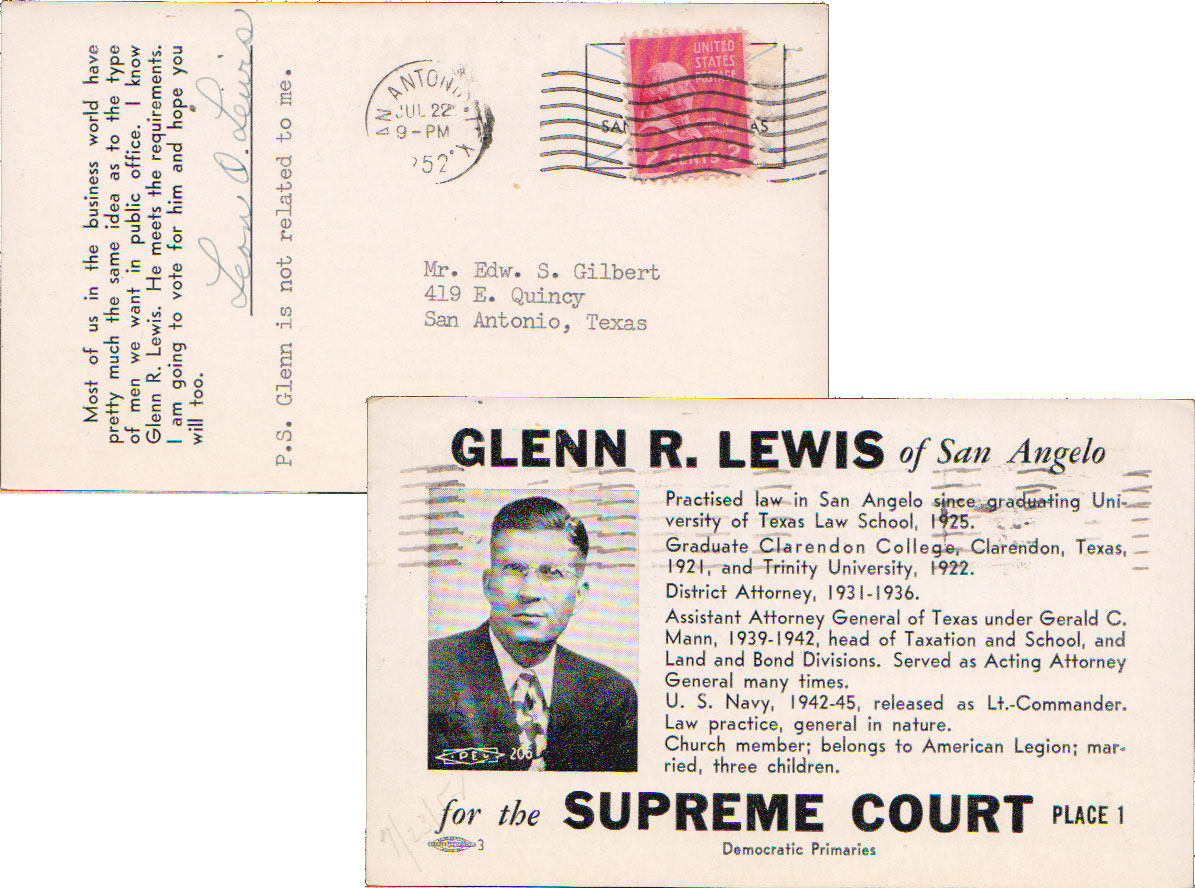 Most of us in the business world have
pretty much the same idea as to the type
of men we want in public office. I know
Glenn R. Lewis. He meets the requirements.
I am going to vote for him and hope you
will too.
Leon O. Lewis
P.S. Glenn is not related to me.
AN ANTONIO
JUL 22
9-PM
52
UNITED
STATES
POSTAGE
SAN
AS
2 CENTS 2
Mr. Edw. S. Gilbert
419 E. Quincy
San Antonio, Texas
GLENN R. LEWIS of San Angelo
Practised law in San Angelo since graduating Uni-
versity of Texas Law School, 1925.
Graduate Clarendon College, Clarendon, Texas,
1921, and Trinity University, 1922.
District Attorney, 1931-1936.
Assistant Attorney General of Texas under Gerald C.
Mann, 1939-1942, head of Taxation and School, and
Land and Bond Divisions. Served as Acting Attorney
General many times.
U. S. Navy, 1942-45, released as Lt.-Commander.
Law practice, general in nature.
Church member; belongs to American Legion; mar-
ried, three children.
206
for the SUPREME COURT PLACE 1
3
Democratic Primaries